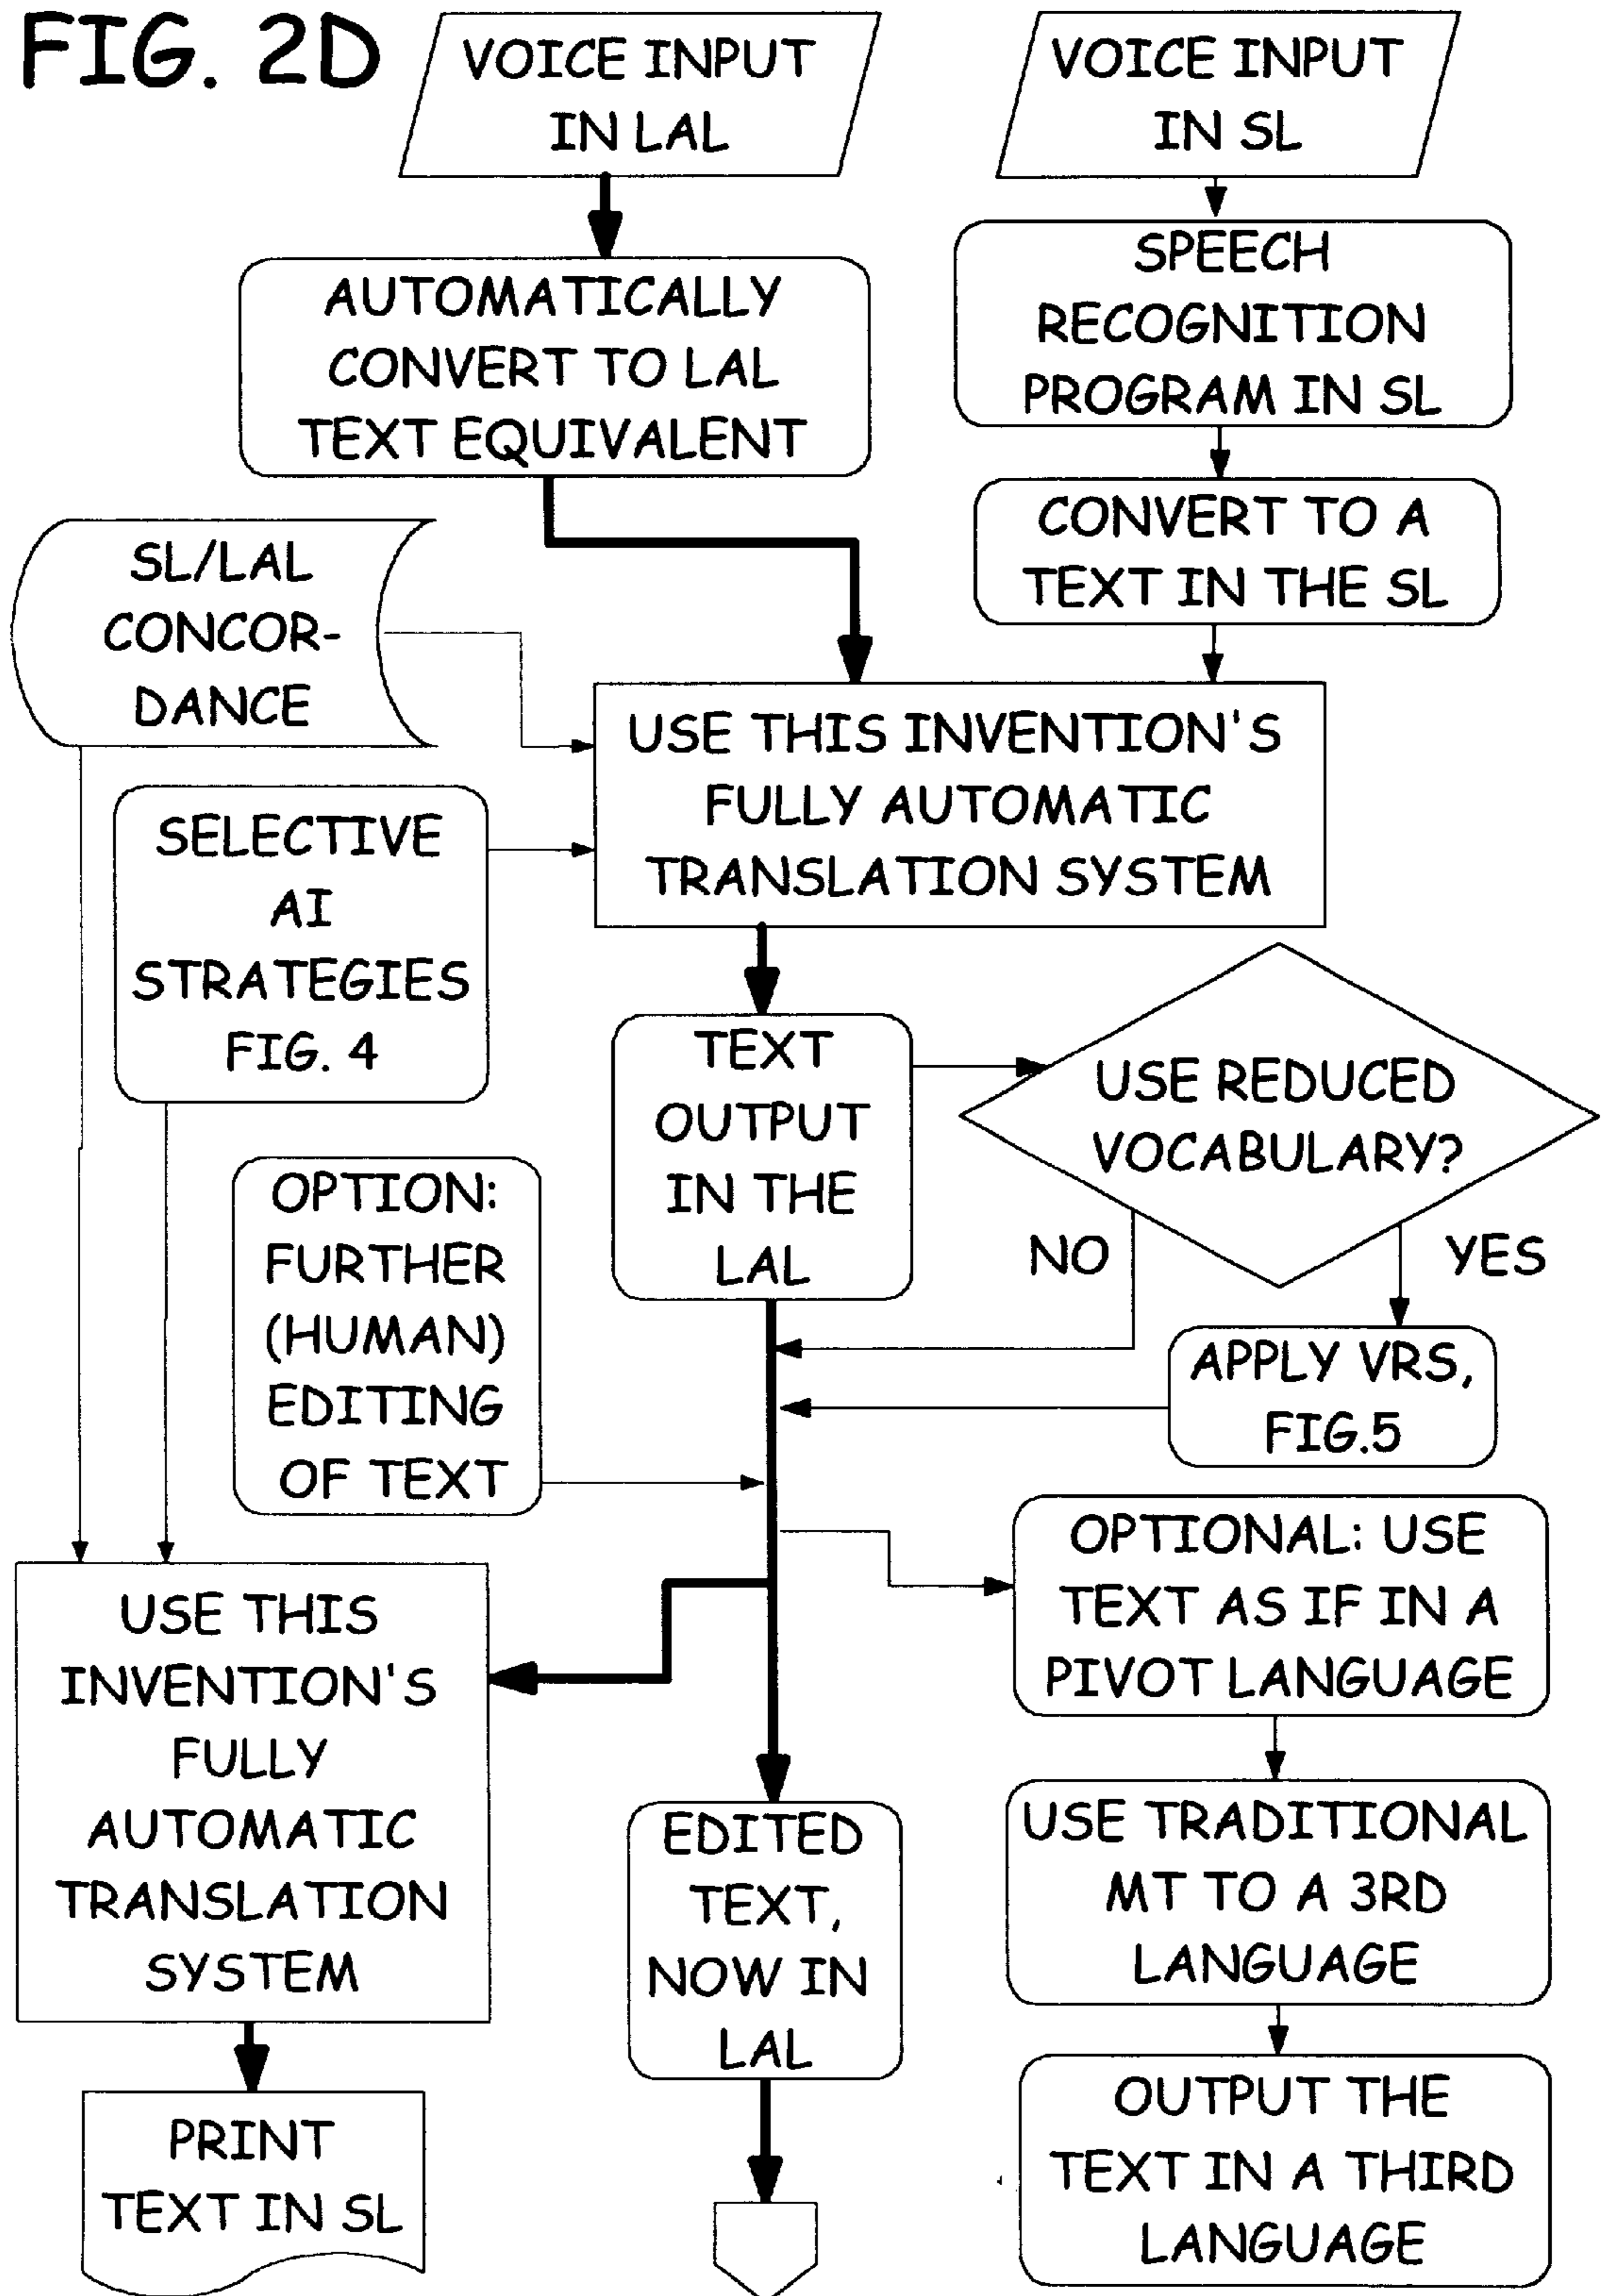 FIG. 2D
VOICE INPUT
IN LAL
VOICE INPUT
IN SL
AUTOMATICALLY
CONVERT TO LAL
TEXT EQUIVALENT
SPEECH
RECOGNITION
PROGRAM IN SL
CONVERT TO A
TEXT IN THE SL
SL/LAL
CONCOR-
DANCE
USE THIS INVENTION'S
FULLY AUTOMATIC
TRANSLATION SYSTEM
SELECTIVE
AI
STRATEGIES
FIG. 4
TEXT
OUTPUT
IN THE
LAL
USE REDUCED
VOCABULARY?
NO
YES
OPTION:
FURTHER
(HUMAN)
EDITING
OF TEXT
APPLY VRS,
FIG.5
OPTIONAL: USE
TEXT AS IF IN A
PIVOT LANGUAGE
USE THIS
INVENTION'S
FULLY
AUTOMATIC
TRANSLATION
SYSTEM
EDITED
TEXT,
NOW IN
LAL
USE TRADITIONAL
MT TO A 3RD
LANGUAGE
PRINT
TEXT IN SL
OUTPUT THE
TEXT IN A THIRD
LANGUAGE